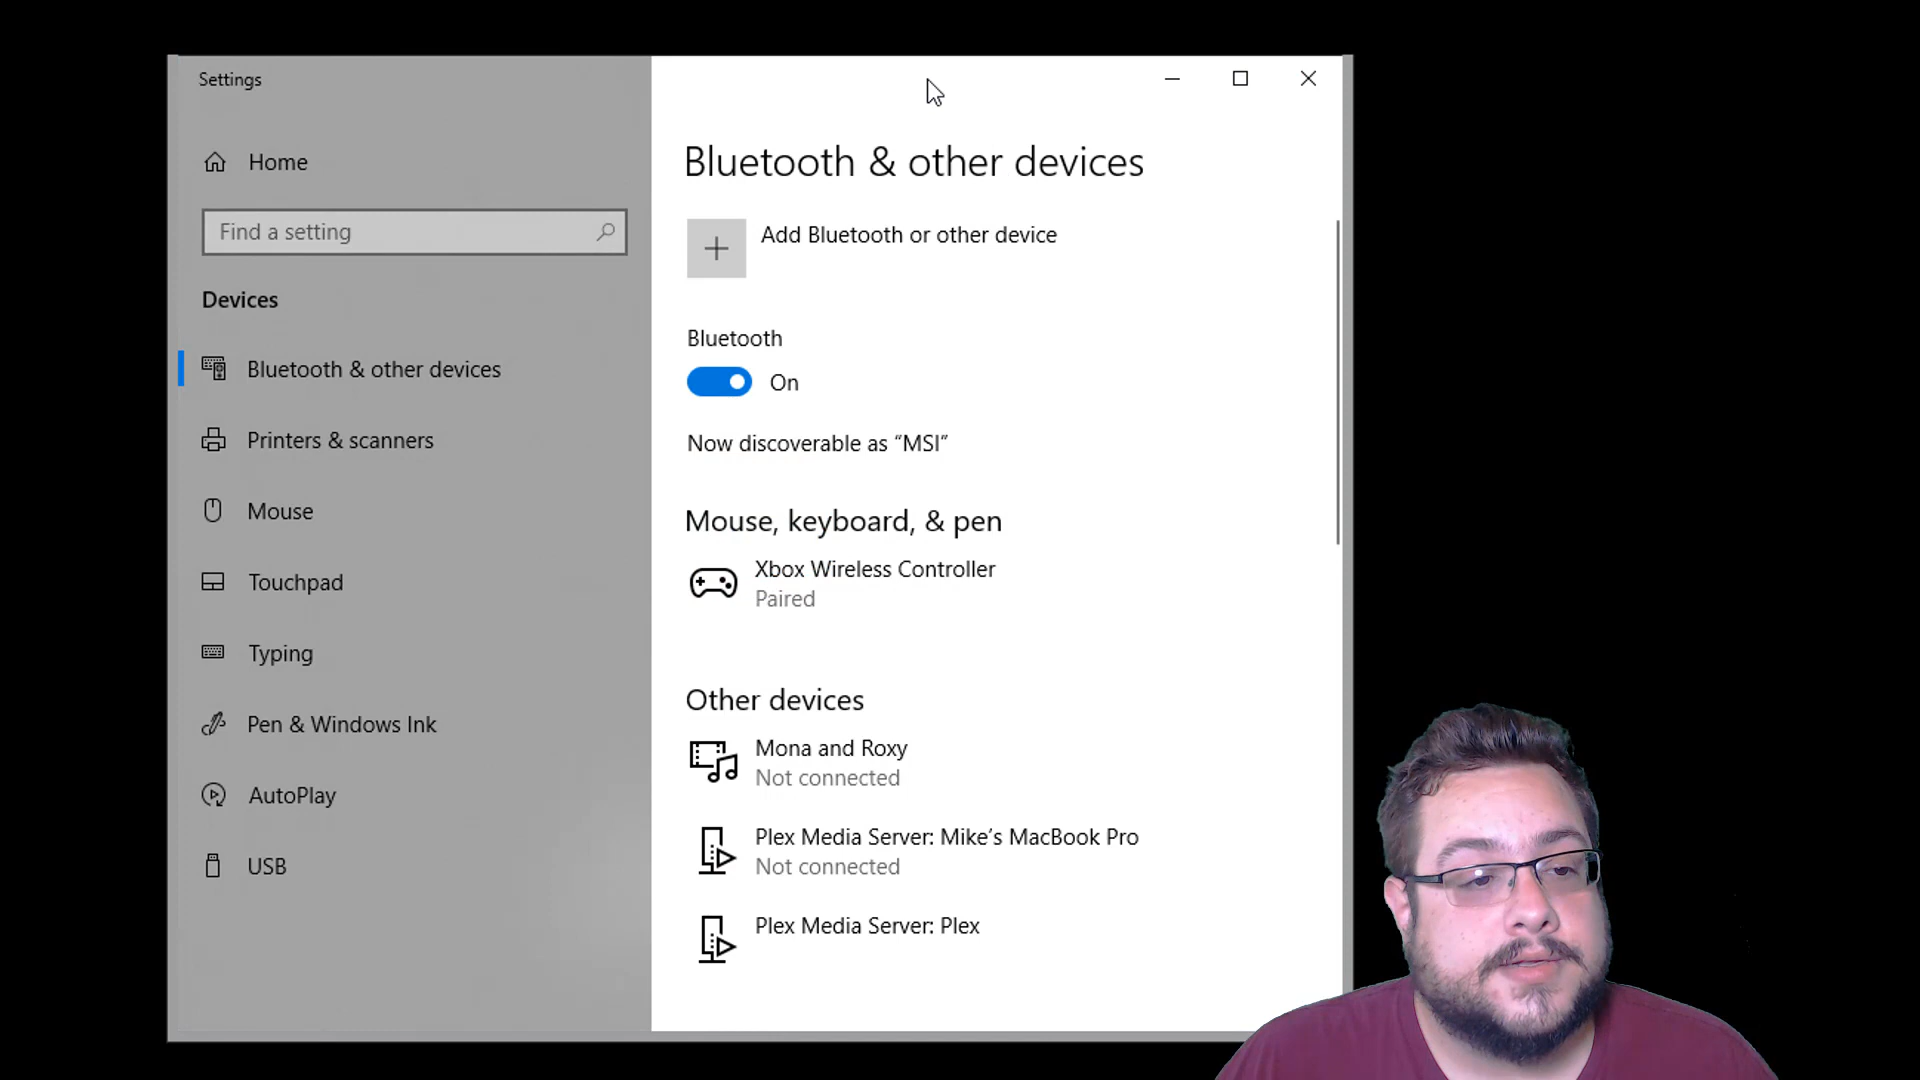 Settings
Home
Find a setting
Devices
Bluetooth & other devices
Printers & scanners
Mouse
Touchpad
Typing
Pen & Windows Ink
AutoPlay
USB
Bluetooth & other devices
Add Bluetooth or other device
Bluetooth
On
Now discoverable as “MSI”
Mouse, keyboard, & pen
Xbox Wireless Controller
Paired
Other devices
Mona and Roxy
Not connected
Plex Media Server: Mike’s MacBook Pro
Not connected
Plex Media Server: Plex